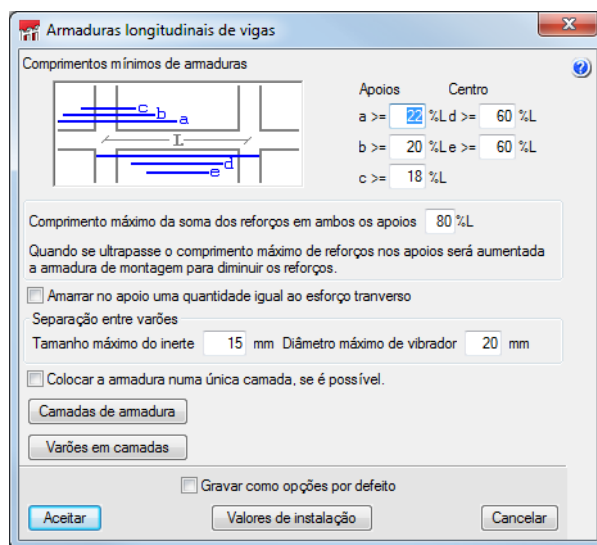 Armaduras longitudinais de vigas
Comprimentos mínimos de armaduras
Apoios Centro
c
b
a
L
d
e
a >= 22 %L d >= 60 %L
b >= 20 %L e >= 60 %L
c >= 18 %L
Comprimento máximo da soma dos reforços em ambos os apoios 80 %L
Quando se ultrapasse o comprimento máximo de reforços nos apoios será aumentada
a armadura de montagem para diminuir os reforços.
Amarrar no apoio uma quantidade igual ao esforço tranverso
Separação entre varões
Tamanho máximo do inerte 15 mm Diâmetro máximo de vibrador 20 mm
Colocar a armadura numa única camada, se é possível.
Camadas de armadura
Varões em camadas
Gravar como opções por defeito
Aceitar Valores de instalação Cancelar